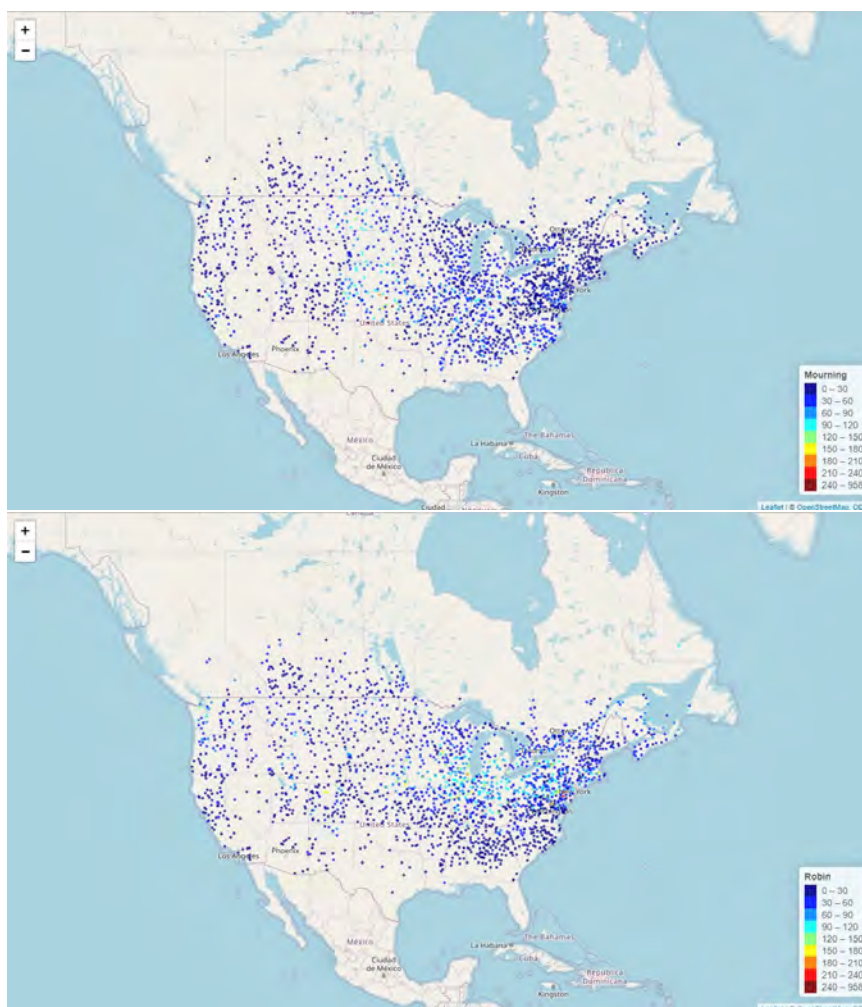 +
−
Ottawa
York
United States
Los Angeles
Phoenix
México
Ciudad
de México
La Habana
The Bahamas
Cuba
República
Dominicana
Kingston
Ciudad
Mourning
0 – 30
30 – 60
60 – 90
90 – 120
120 – 150
150 – 180
180 – 210
210 – 240
240 – 958
Leaflet | © OpenStreetMap, OD
+
−
Ottawa
York
United States
Los Angeles
Phoenix
México
Ciudad
de México
La Habana
The Bahamas
Cuba
República
Dominicana
Kingston
Robin
0 – 30
30 – 60
60 – 90
90 – 120
120 – 150
150 – 180
180 – 210
210 – 240
240 – 958